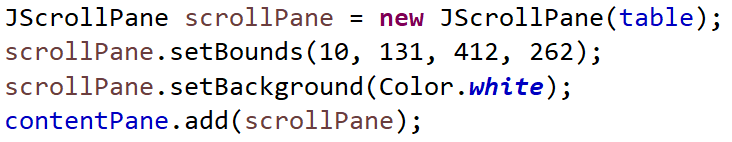 JScrollPane scrollPane = new JScrollPane(table);
scrollPane.setBounds(10, 131, 412, 262);
scrollPane.setBackground(Color.white);
contentPane.add(scrollPane);